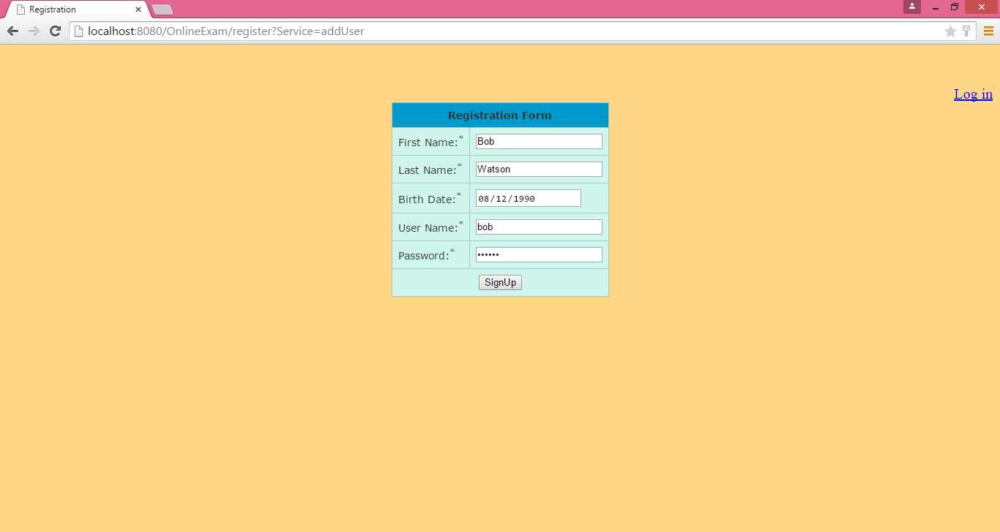 Registration
localhost:8080/OnlineExam/register?Service=addUser
Log in
Registration Form
First Name:* Bob
Last Name:* Watson
Birth Date:* 08/12/1990
User Name:* bob
Password:* ••••••
SignUp